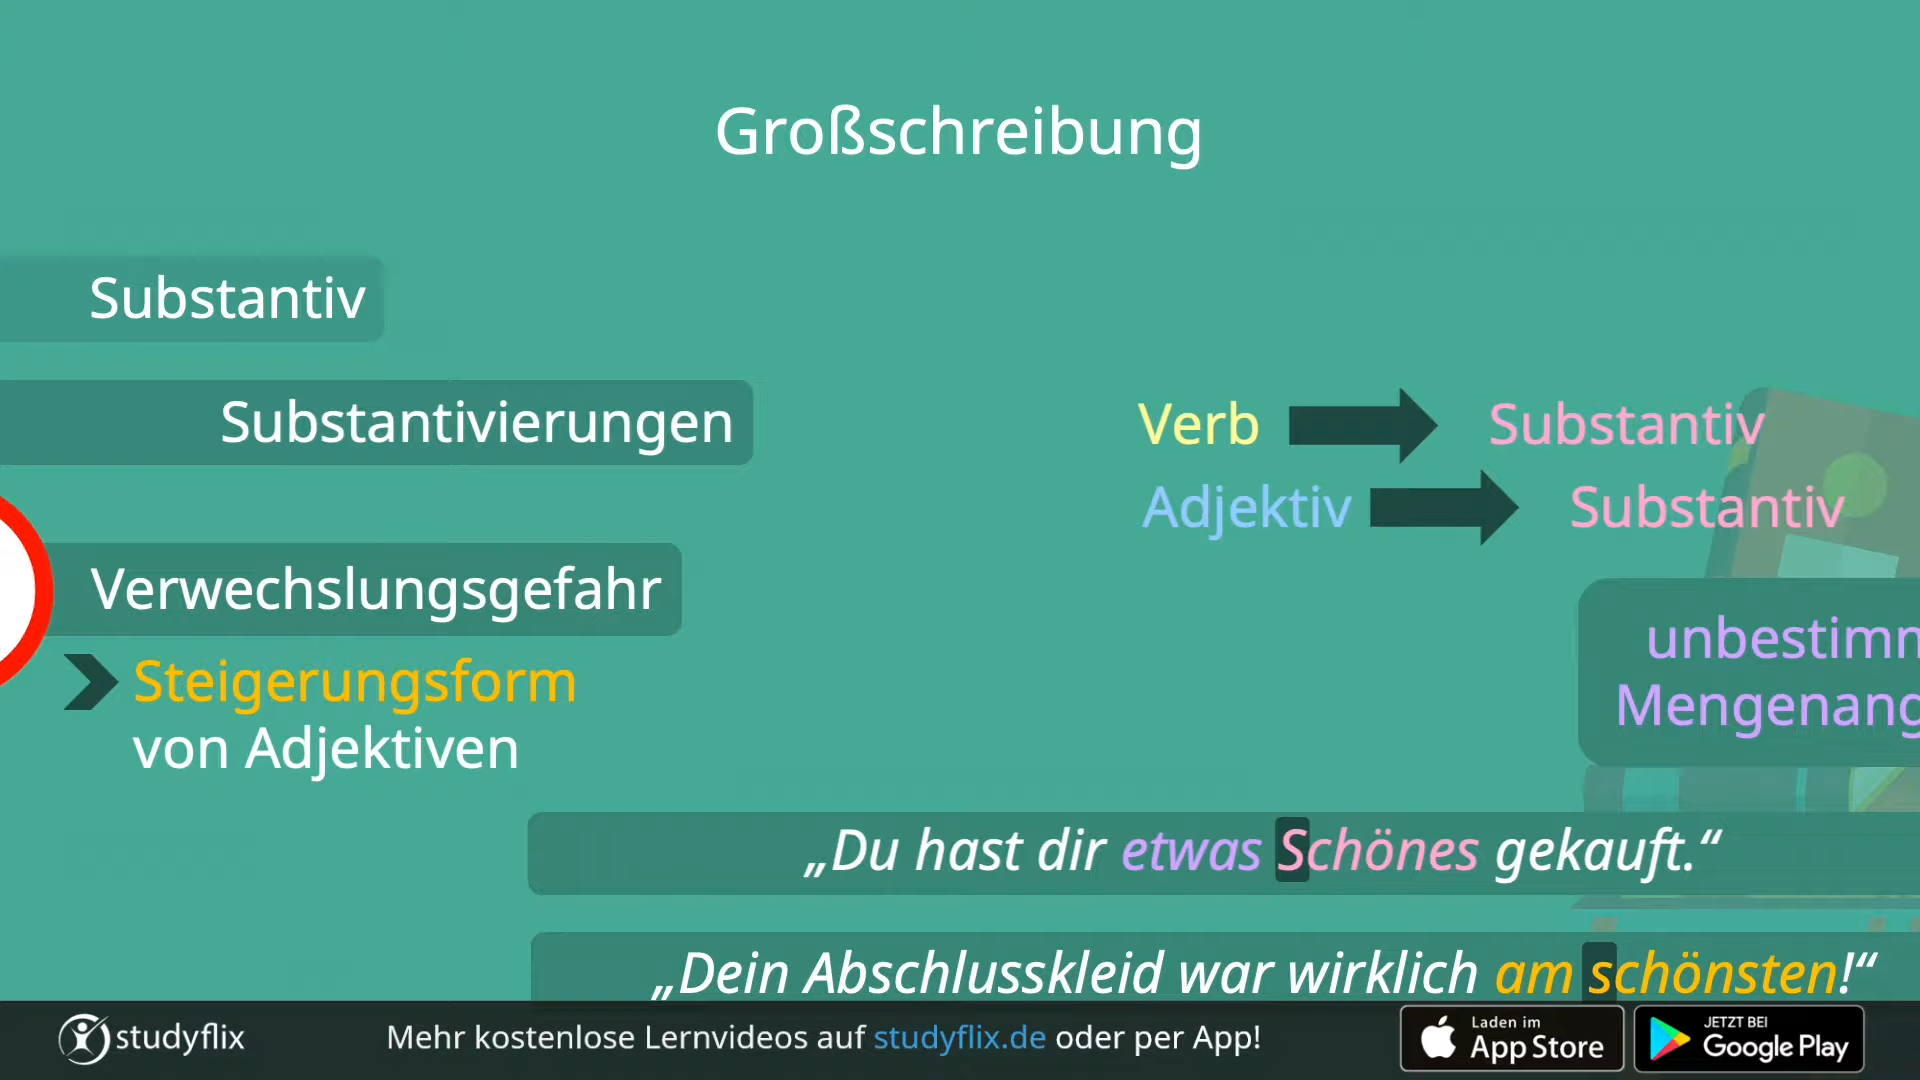 Großschreibung
Substantiv
Substantivierungen
Verb Substantiv
Adjektiv Substantiv
Verwechslungsgefahr
Steigerungsform
von Adjektiven
„Du hast dir etwas Schönes gekauft.“
„Dein Abschlusskleid war wirklich am schönsten!“
studyflix
Mehr kostenlose Lernvideos auf studyflix.de oder per App!
Laden im
App Store
JETZT BEI
Google Play